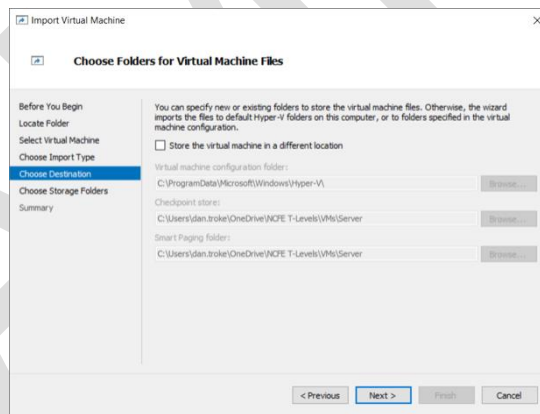 Import Virtual Machine
Choose Folders for Virtual Machine Files
Before You Begin
Locate Folder
Select Virtual Machine
Choose Import Type
Choose Destination
Choose Storage Folders
Summary
You can specify new or existing folders to store the virtual machine files. Otherwise, the wizard
imports the files to default Hyper-V folders on this computer, or to folders specified in the virtual
machine configuration.
Store the virtual machine in a different location
Virtual machine configuration folder:
C:\ProgramData\Microsoft\Windows\Hyper-V\
Browse...
Checkpoint store:
C:\Users\dan.troke\OneDrive\NCFE T-Levels\VMs\Server
Browse...
Smart Paging folder:
C:\Users\dan.troke\OneDrive\NCFE T-Levels\VMs\Server
Browse...
< Previous
Next >
Finish
Cancel